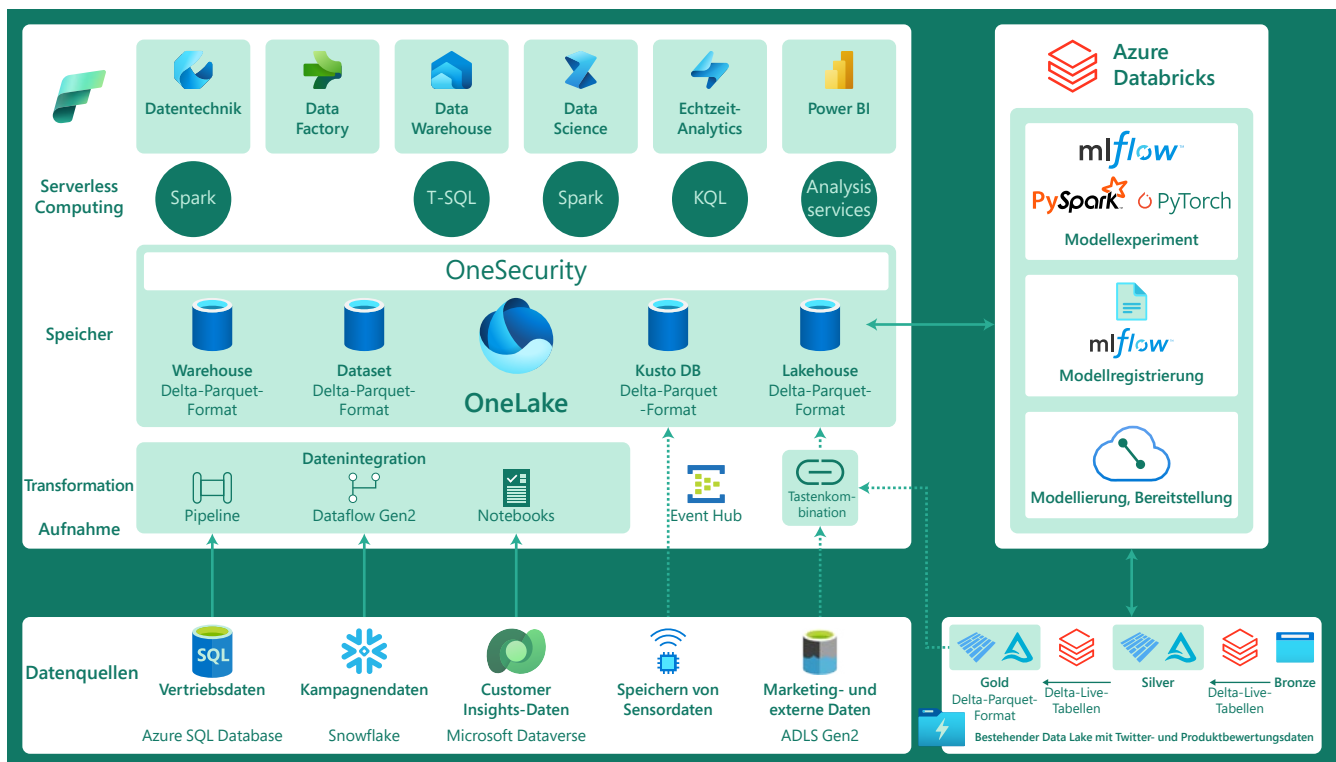 Datentechnik
Data
Factory
Data
Warehouse
Data
Science
Echtzeit-
Analytics
Power BI
Serverless
Computing
Spark
T-SQL
Spark
KQL
Analysis
services
OneSecurity
Speicher
Warehouse
Delta-Parquet-
Format
Dataset
Delta-Parquet-
Format
OneLake
Kusto DB
Delta-Parquet
-Format
Lakehouse
Delta-Parquet-
Format
Transformation
Aufnahme
Datenintegration
Pipeline
Dataflow Gen2
Notebooks
Event Hub
Tastenkom-
bination
Azure
Databricks
mlflow™
PySpark™
PyTorch
Modellexperiment
mlflow™
Modellregistrierung
Modellierung, Bereitstellung
Datenquellen
SQL
Vertriebsdaten
Azure SQL Database
Kampagnendaten
Snowflake
Customer
Insights-Daten
Microsoft Dataverse
Speichern von
Sensordaten
Marketing- und
externe Daten
ADLS Gen2
Gold
Delta-Parquet-
Format
Delta-Live-
Tabellen
Silver
Delta-Live-
Tabellen
Bronze
Bestehender Data Lake mit Twitter- und Produktbewertungsdaten